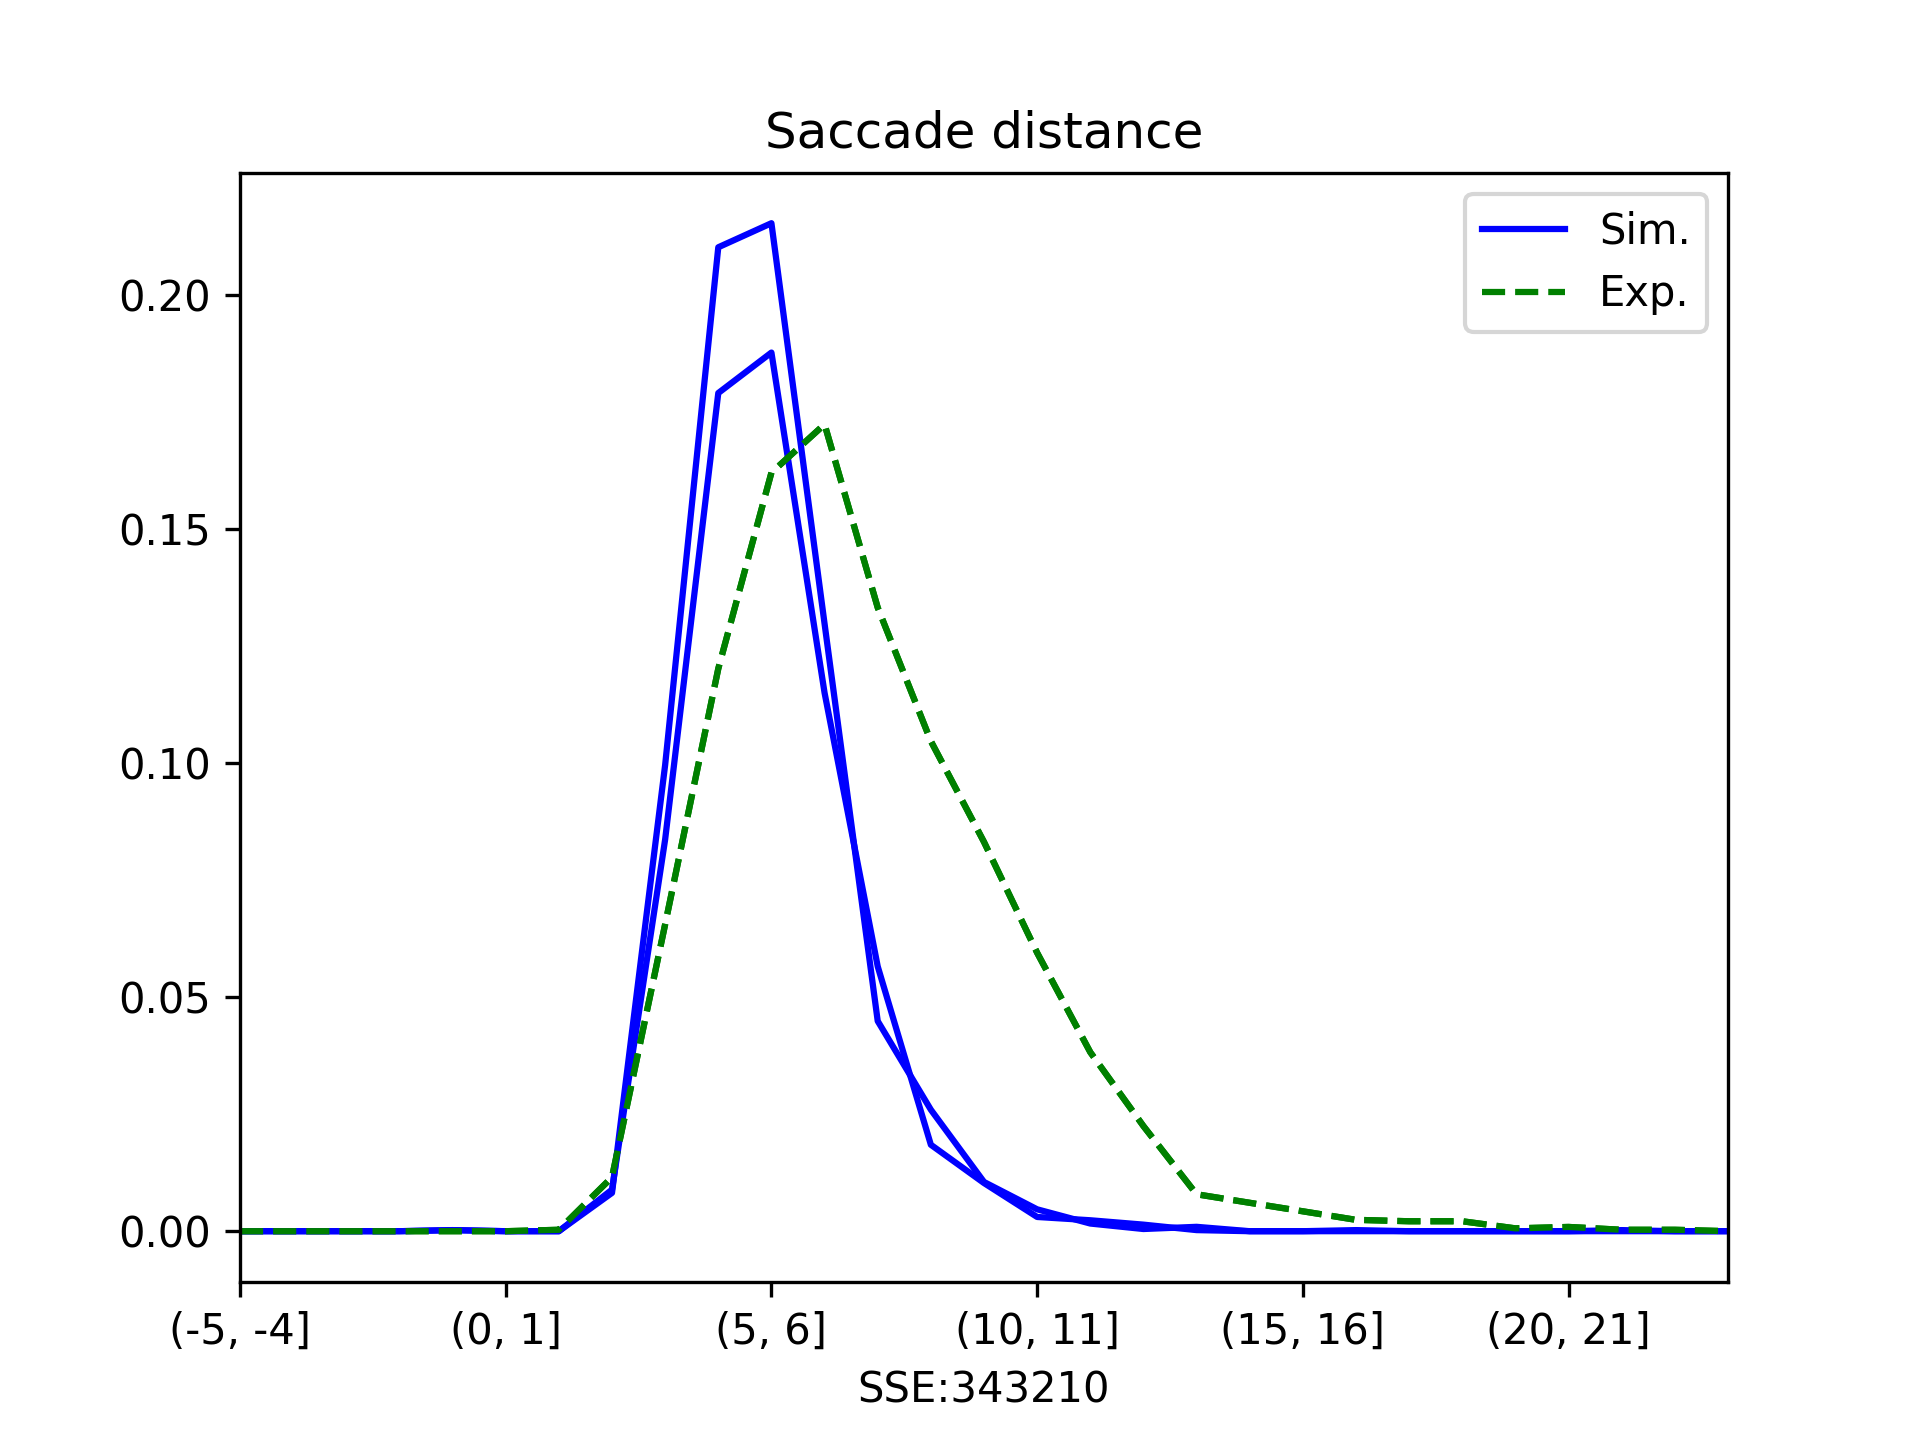 Saccade distance
Sim.
Exp.
0.20
0.15
0.10
0.05
0.00
(-5, -4] (0, 1] (5, 6] (10, 11] (15, 16] (20, 21]
SSE:343210